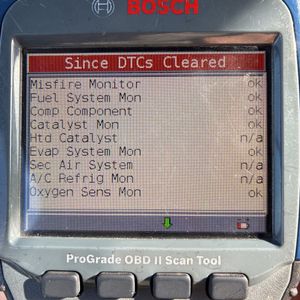 BOSCH
Since DTCs Cleared
Misfire Monitor ok
Fuel System Mon ok
Comp Component ok
Catalyst Mon ok
Htd Catalyst n/a
Evap System Mon ok
Sec Air System n/a
A/C Refrig Mon n/a
Oxygen Sens Mon ok
ProGrade OBD II Scan Tool